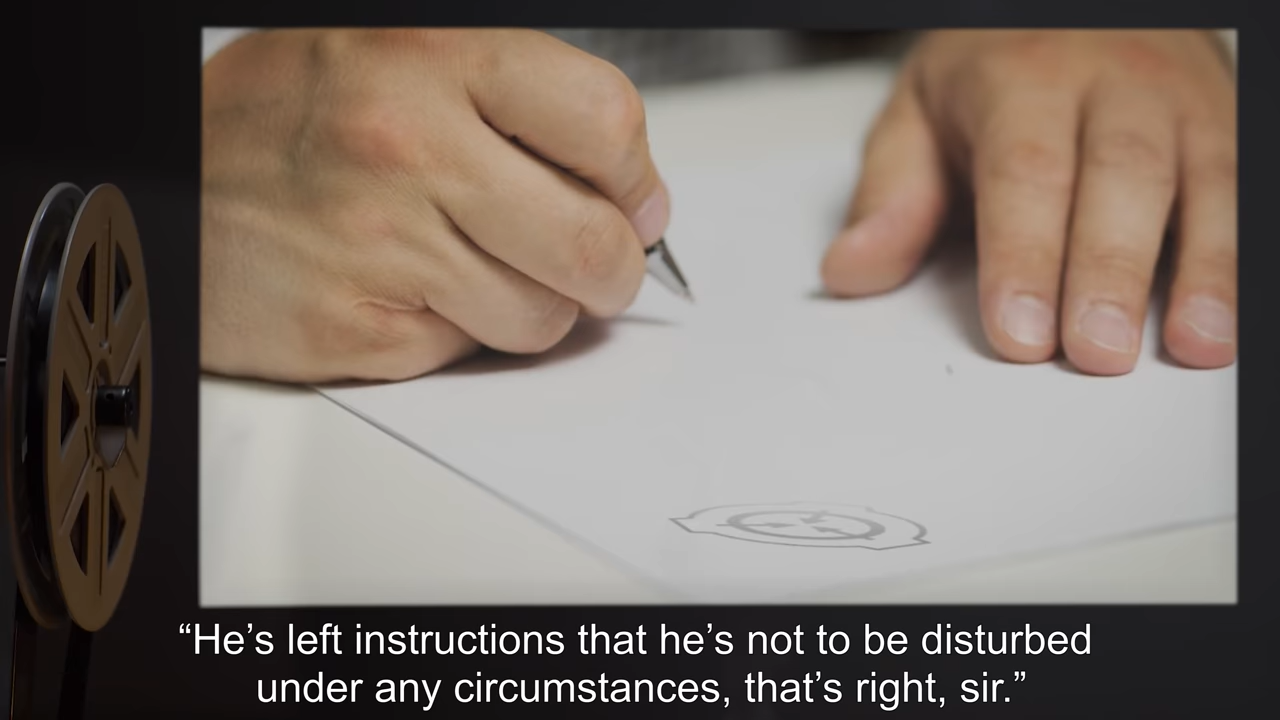 “He’s left instructions that he’s not to be disturbed
under any circumstances, that’s right, sir.”